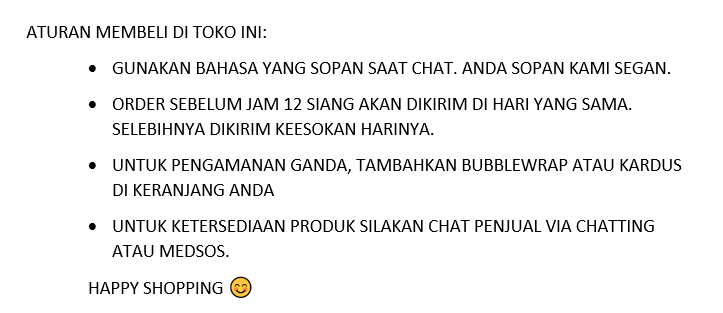 ATURAN MEMBELI DI TOKO INI:
• GUNAKAN BAHASA YANG SOPAN SAAT CHAT. ANDA SOPAN KAMI SEGAN.
• ORDER SEBELUM JAM 12 SIANG AKAN DIKIRIM DI HARI YANG SAMA.
SELEBIHNYA DIKIRIM KEESOKAN HARINYA.
• UNTUK PENGAMANAN GANDA, TAMBAHKAN BUBBLEWRAP ATAU KARDUS
DI KERANJANG ANDA
• UNTUK KETERSEDIAAN PRODUK SILAKAN CHAT PENJUAL VIA CHATTING
ATAU MEDSOS.
HAPPY SHOPPING 😊